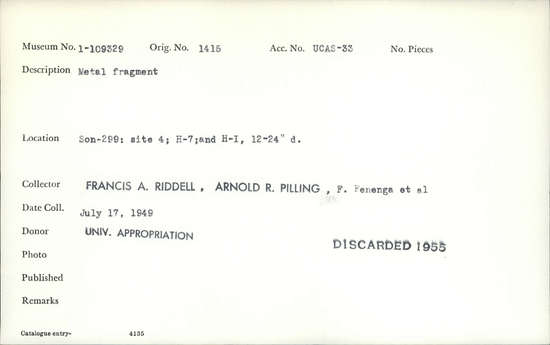 Museum No. 1-109329 Orig. No. 1415 Acc. No. UCAS-33 No. Pieces
Description Metal fragment
Location Son-299: site 4; H-7;and H-I, 12-24" d.
Collector FRANCIS A. RIDDELL , ARNOLD R. PILLING , F. Fenenga et al
Date Coll. July 17, 1949
Donor UNIV. APPROPRIATION
DISCARDED 1955
Photo
Published
Remarks
Catalogue entry- 4135